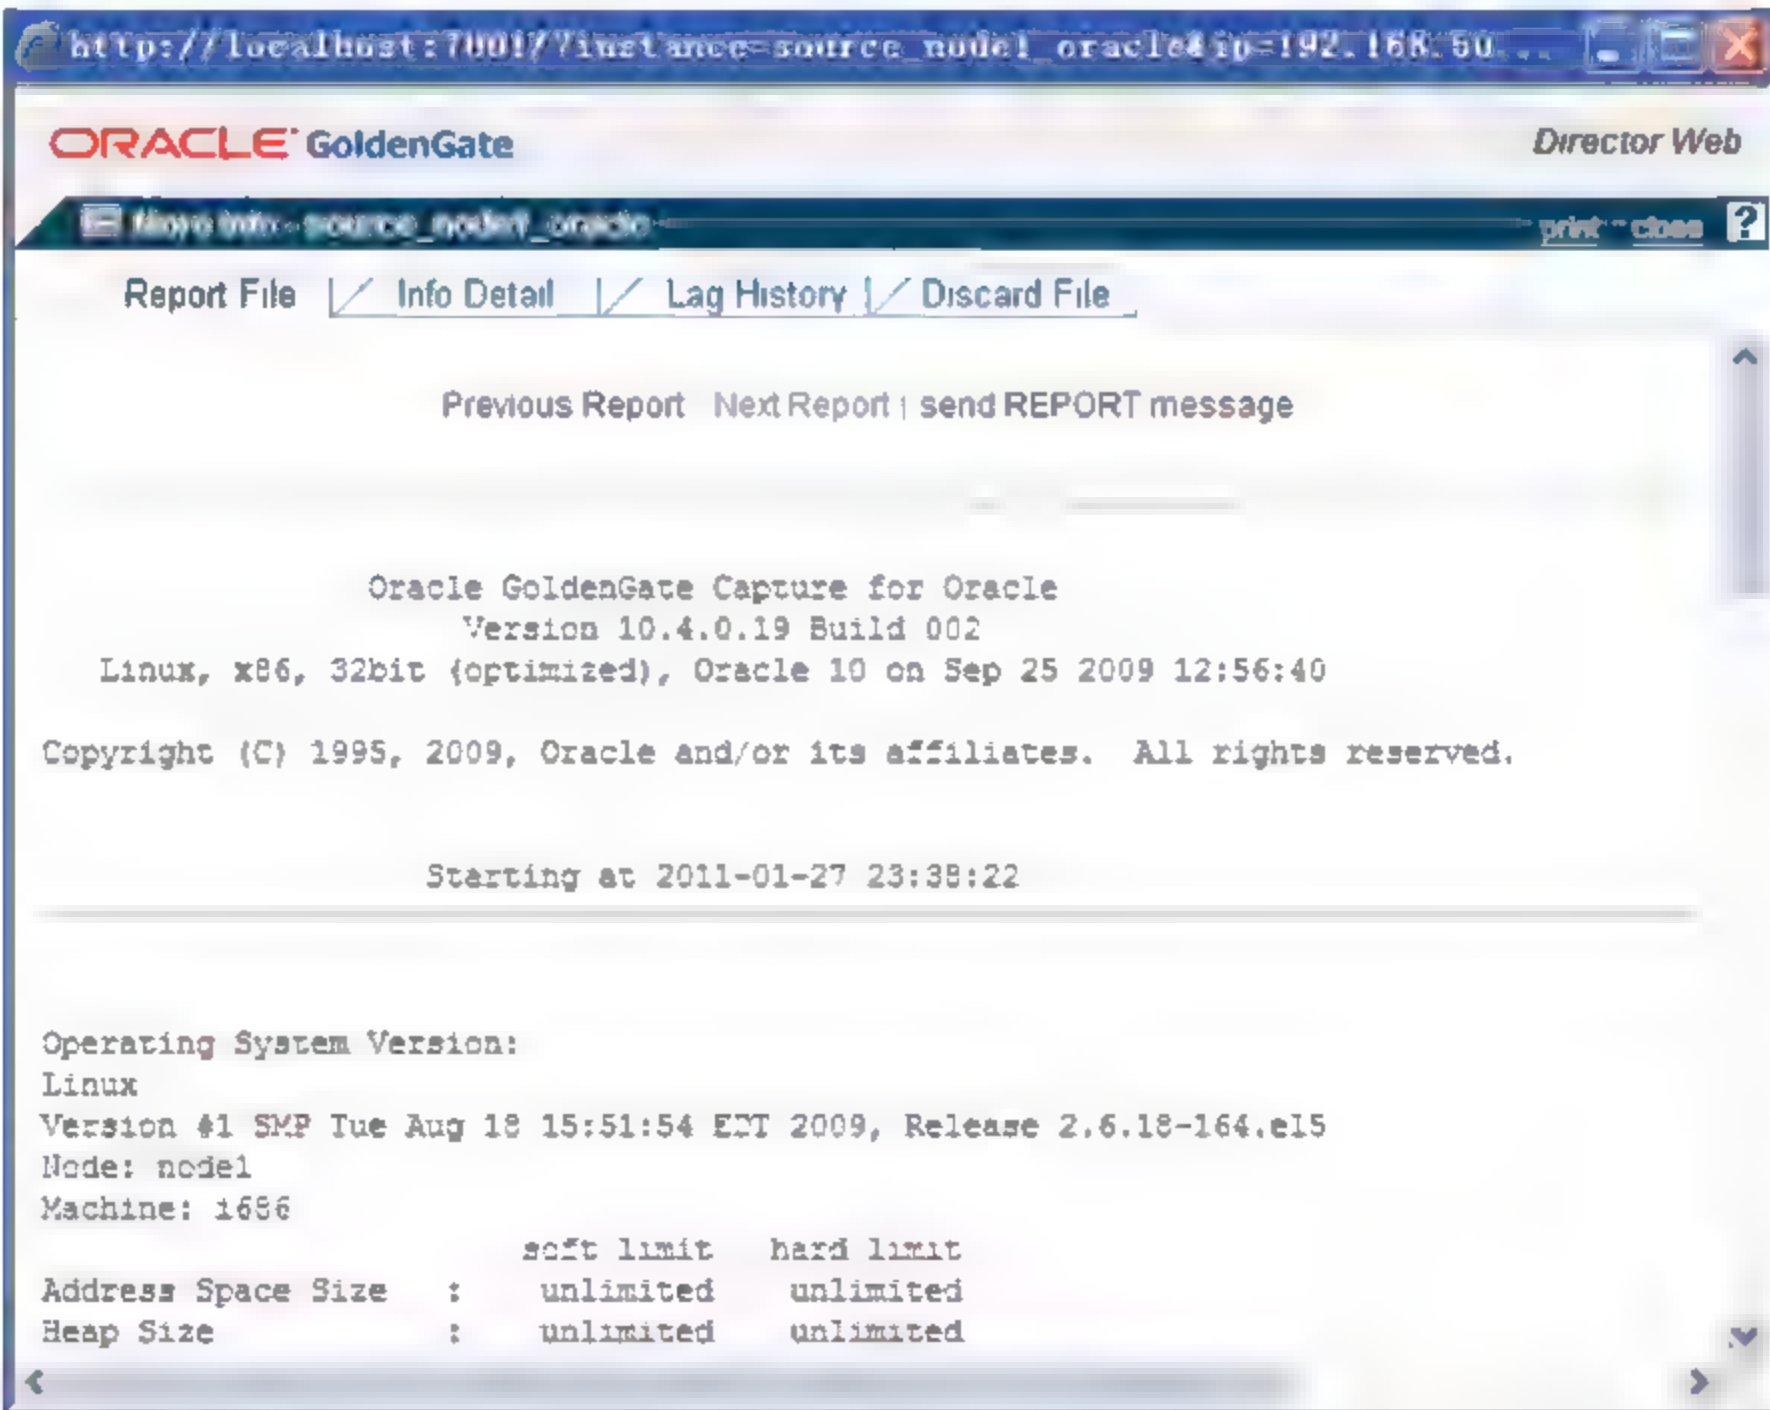 http://localhost:7001/?instance=source_node1_oracle&ip=192.168.50...
ORACLE GoldenGate
Director Web
More Info - source_node1_oracle
print close ?
Report File Info Detail Lag History Discard File
Previous Report Next Report | send REPORT message
Oracle GoldenGate Capture for Oracle
Version 10.4.0.19 Build 002
Linux, x86, 32bit (optimized), Oracle 10 on Sep 25 2009 12:56:40
Copyright (C) 1995, 2009, Oracle and/or its affiliates. All rights reserved.
Starting at 2011-01-27 23:38:22
Operating System Version:
Linux
Version #1 SMP Tue Aug 18 15:51:54 EDT 2009, Release 2.6.18-164.el5
Node: node1
Machine: i686
soft limit hard limit
Address Space Size : unlimited unlimited
Heap Size : unlimited unlimited